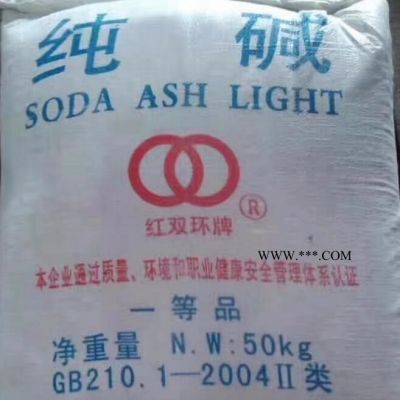 纯 碱
SODA ASH LIGHT
红双环牌®
WWW.***.COM
本企业通过质量、环境和职业健康安全管理体系认证
一等品
净重量 N.W:50kg
GB210.1—2004Ⅱ类